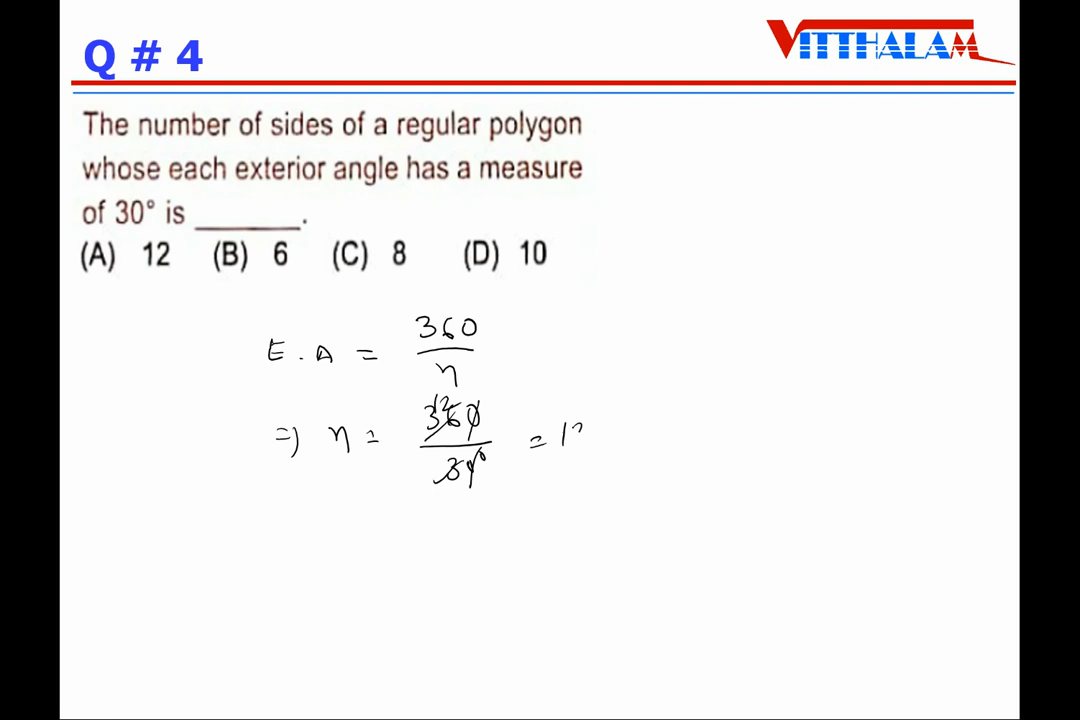 Q # 4
VITTHALAM
The number of sides of a regular polygon
whose each exterior angle has a measure
of 30° is ______.
(A) 12 (B) 6 (C) 8 (D) 10
E.A = 360/n
=) n = 360/30° =
12